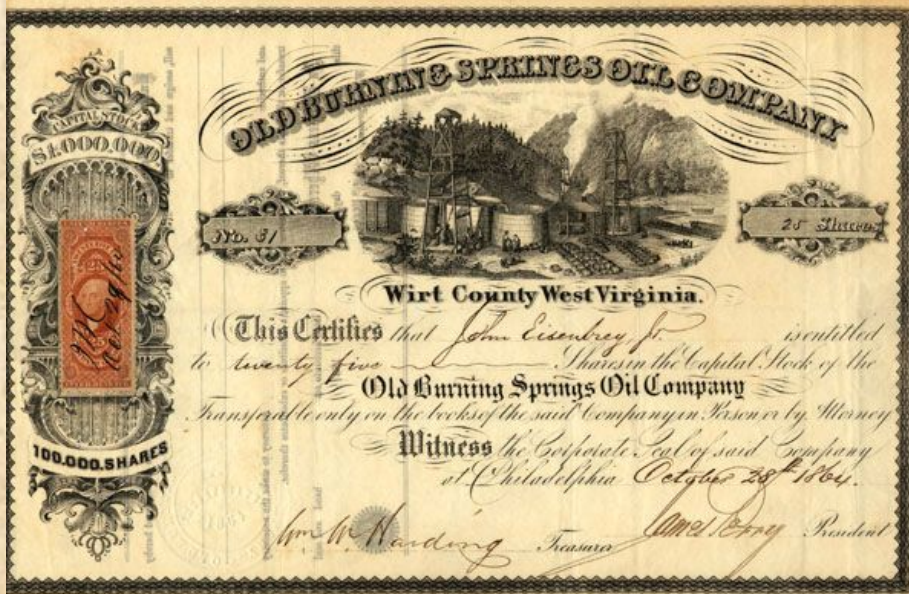 OLD BURNING SPRINGS OIL COMPANY
CAPITAL STOCK
$1.000.000.
No. 31
25 Shares
Wirt County West Virginia.
This Certifies that John Eisenbrey Jr. is entitled
to twenty five Shares in the Capital Stock of the
Old Burning Springs Oil Company
Transferable only on the books of the said Company in Person or by Attorney
100.000.SHARES
Witness the Corporate Seal of said Company
at Philadelphia October 28th 1864.
Wm W. Harding Treasurer James Perry President